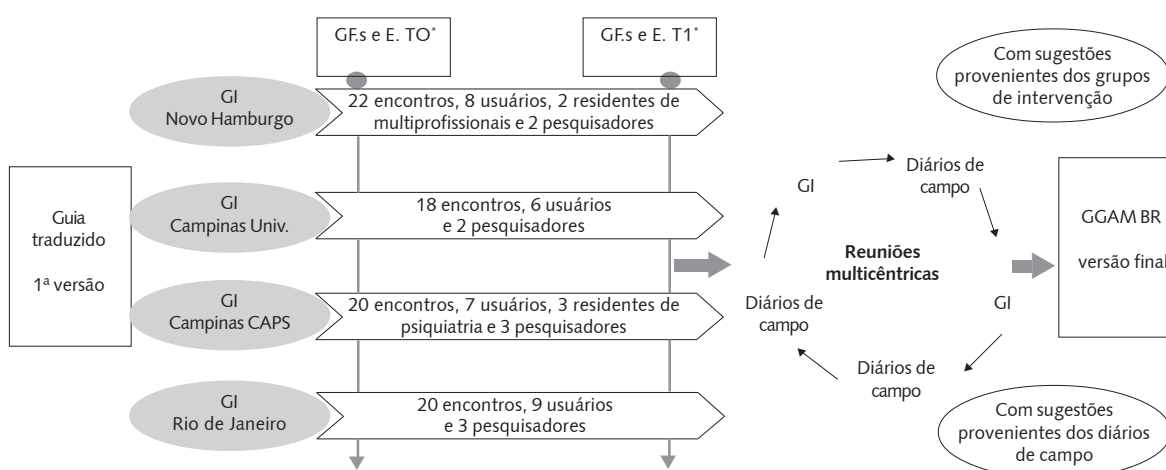 GF.s e E. TO*
GF.s e E. T1*
Com sugestões
provenientes dos grupos
de intervenção
GI
Novo Hamburgo
22 encontros, 8 usuários, 2 residentes de
multiprofissionais e 2 pesquisadores
Guia
traduzido
1ª versão
GI
Campinas Univ.
18 encontros, 6 usuários
e 2 pesquisadores
GI
Campinas CAPS
20 encontros, 7 usuários, 3 residentes de
psiquiatria e 3 pesquisadores
GI
Rio de Janeiro
20 encontros, 9 usuários
e 3 pesquisadores
GI
Diários de
campo
Reuniões
multicêntricas
GI
Diários de
campo
Diários de
campo
GGAM BR
versão final
Com sugestões
provenientes dos diários
de campo